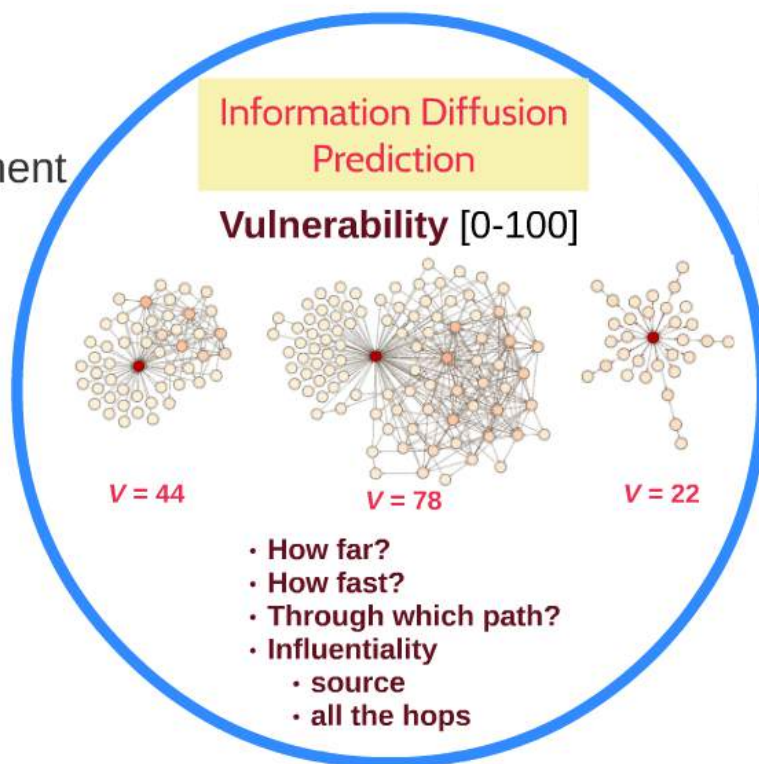 ment
Information Diffusion
Prediction
Vulnerability [0-100]
V = 44
V = 78
V = 22
· How far?
· How fast?
· Through which path?
· Influentiality
· source
· all the hops